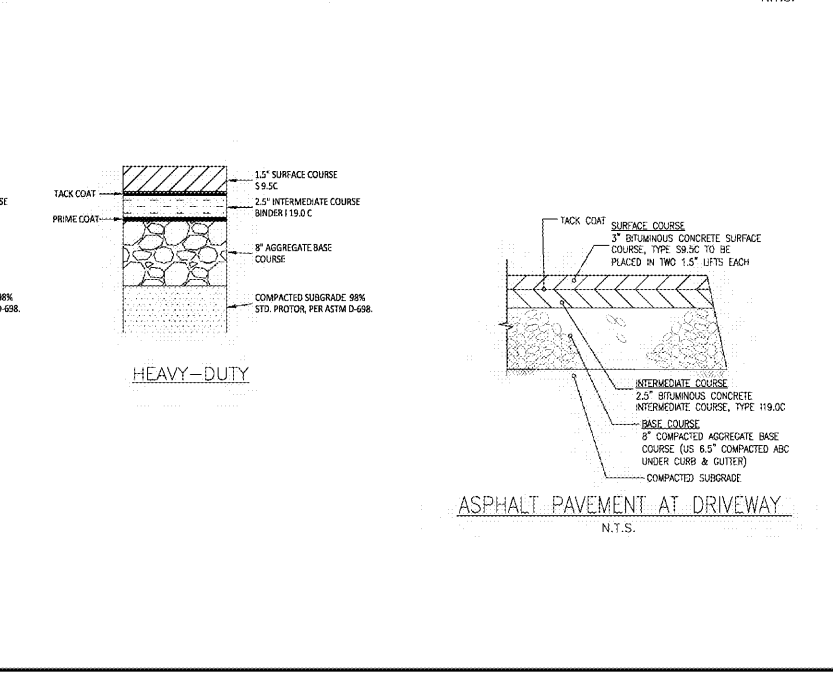 N.T.S.
SE
98%
D-698.
TACK COAT
PRIME COAT
1.5" SURFACE COURSE
S 9.5C
2.5" INTERMEDIATE COURSE
BINDER I 19.0 C
8" AGGREGATE BASE
COURSE
COMPACTED SUBGRADE 98%
STD. PROTOR, PER ASTM D-698.
HEAVY-DUTY
TACK COAT
SURFACE COURSE
3" BITUMINOUS CONCRETE SURFACE
COURSE, TYPE S9.5C TO BE
PLACED IN TWO 1.5" LIFTS EACH
INTERMEDIATE COURSE
2.5" BITUMINOUS CONCRETE
INTERMEDIATE COURSE, TYPE I19.0C
BASE COURSE
8" COMPACTED AGGREGATE BASE
COURSE (US 6.5" COMPACTED ABC
UNDER CURB & GUTTER)
COMPACTED SUBGRADE
ASPHALT PAVEMENT AT DRIVEWAY
N.T.S.